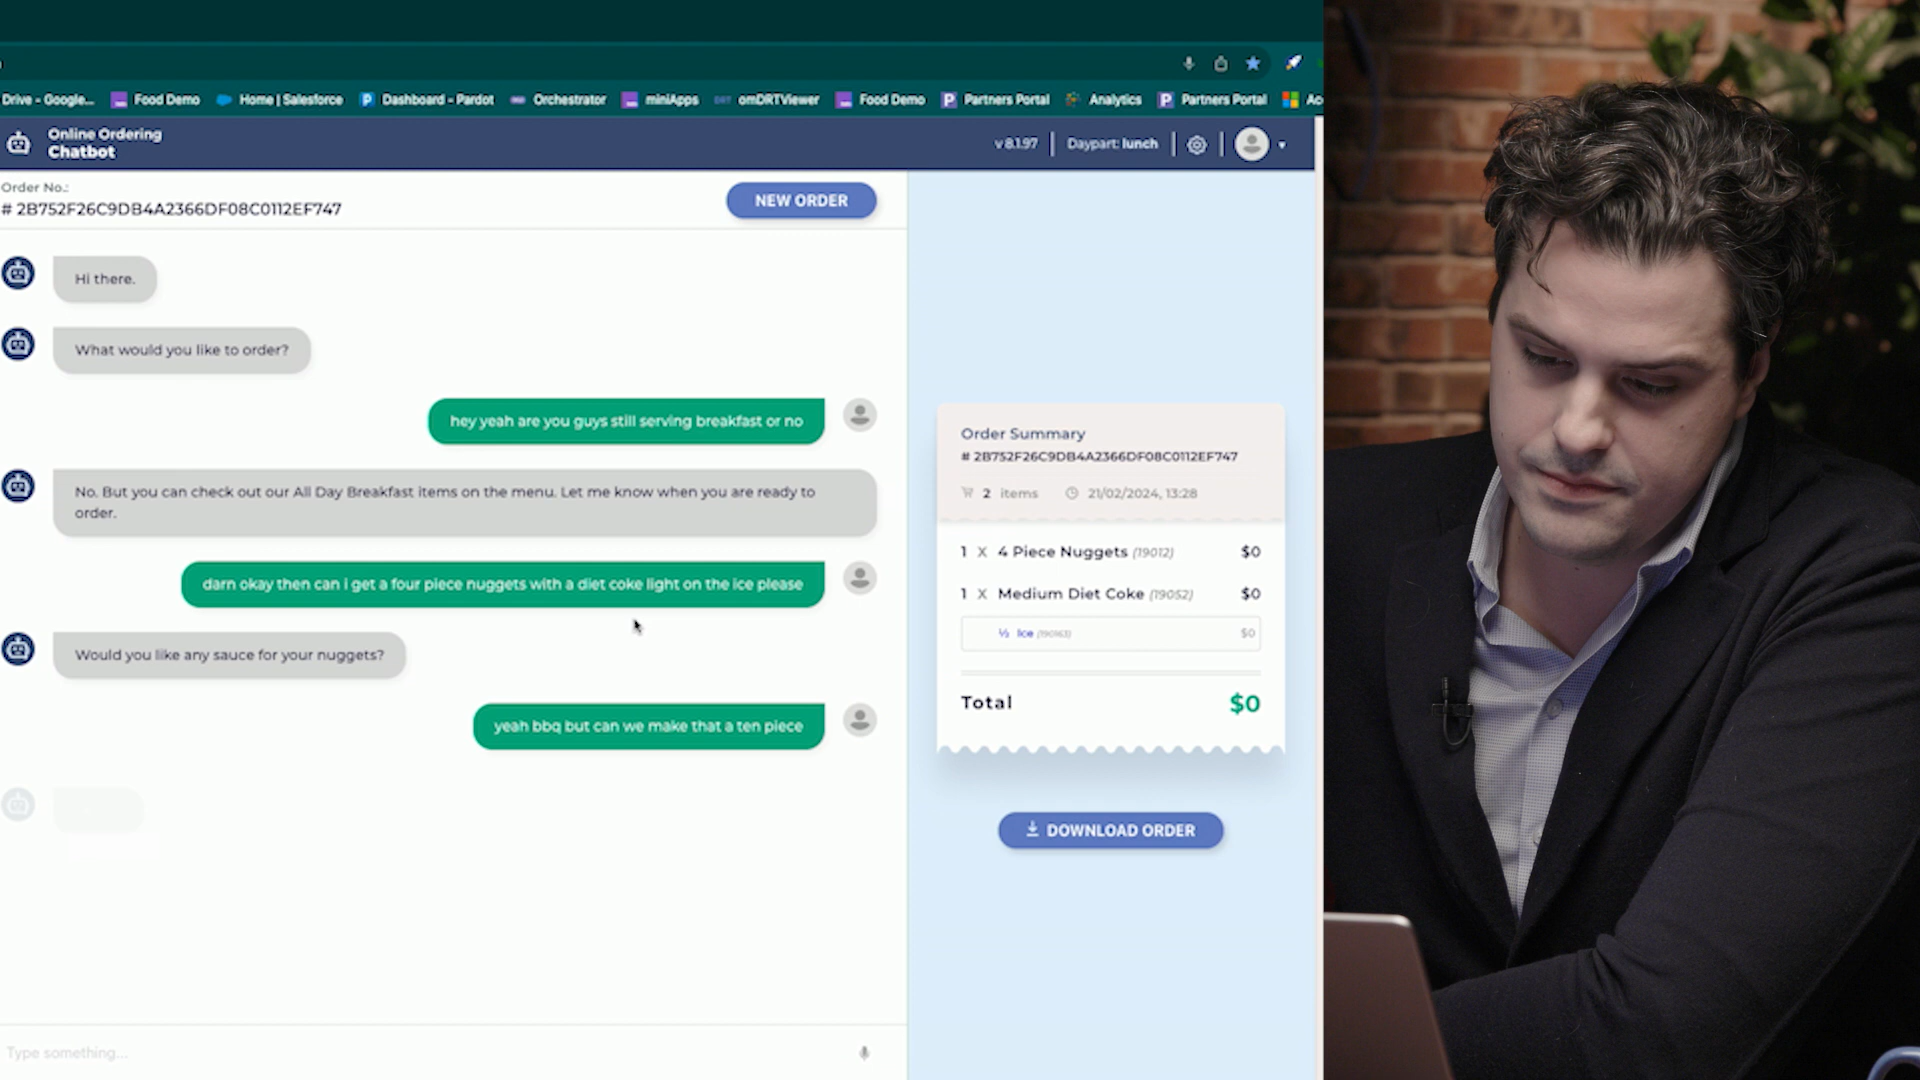 Drive - Google... Food Demo Home | Salesforce Dashboard - Pardot Orchestrator miniApps omDRTViewer Food Demo Partners Portal Analytics Partners Portal Ac
Online Ordering
Chatbot
v 8.1.97 Daypart: lunch
Order No.:
# 2B752F26C9DB4A2366DF08C0112EF747
NEW ORDER
Hi there.
What would you like to order?
hey yeah are you guys still serving breakfast or no
No. But you can check out our All Day Breakfast items on the menu. Let me know when you are ready to
order.
darn okay then can i get a four piece nuggets with a diet coke light on the ice please
Would you like any sauce for your nuggets?
yeah bbq but can we make that a ten piece
Type something...
Order Summary
# 2B752F26C9DB4A2366DF08C0112EF747
2 items 21/02/2024, 13:28
1 X 4 Piece Nuggets (19012) $0
1 X Medium Diet Coke (19052) $0
½ Ice (190163) $0
Total $0
DOWNLOAD ORDER